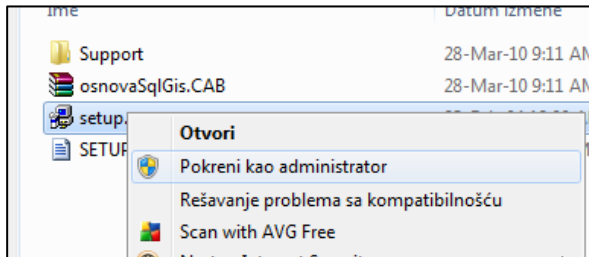 Ime Datum izmene
Support 28-Mar-10 9:11 AM
osnovaSqlGis.CAB 28-Mar-10 9:11 AM
setup.
Otvori
SETUP
Pokreni kao administrator
Rešavanje problema sa kompatibilnošću
Scan with AVG Free